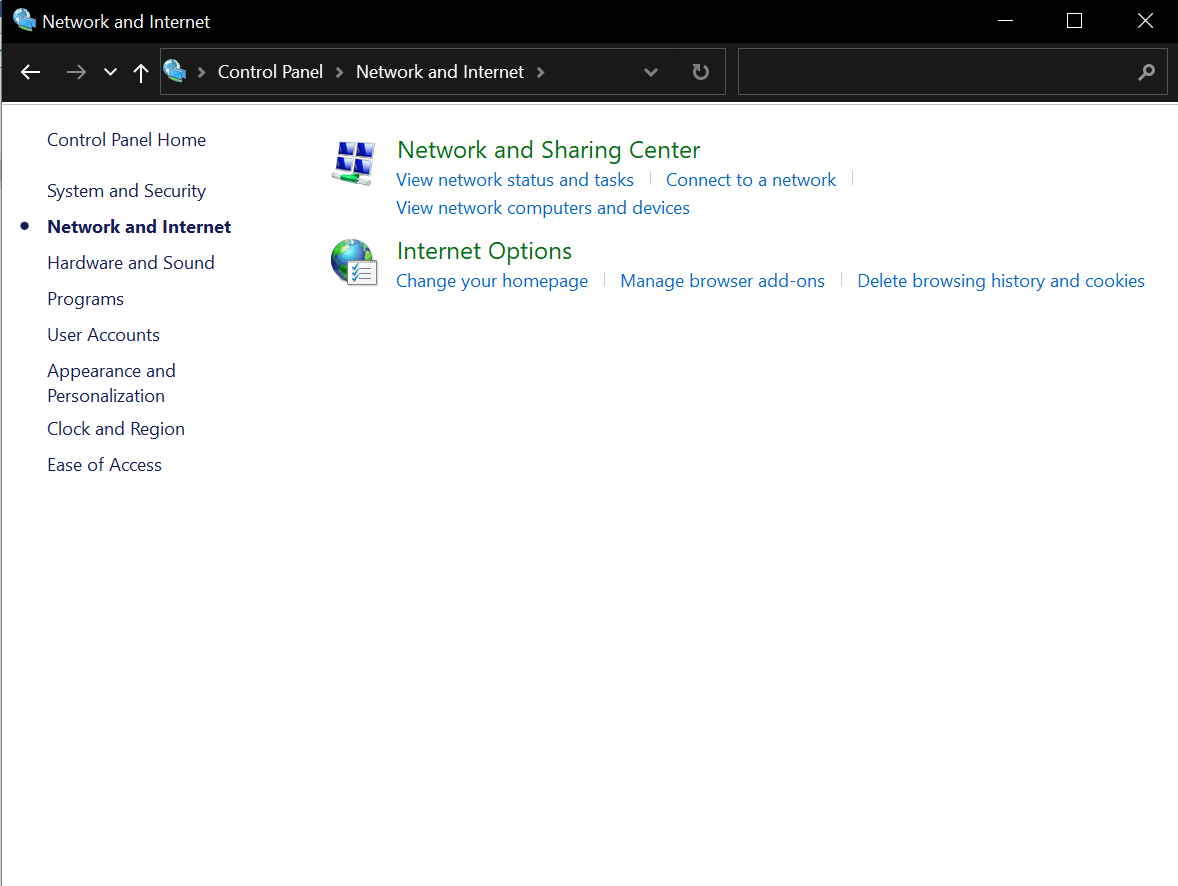 Network and Internet
Control Panel > Network and Internet >
Control Panel Home
System and Security
Network and Internet
Hardware and Sound
Programs
User Accounts
Appearance and
Personalization
Clock and Region
Ease of Access
Network and Sharing Center
View network status and tasks | Connect to a network |
View network computers and devices
Internet Options
Change your homepage | Manage browser add-ons | Delete browsing history and cookies